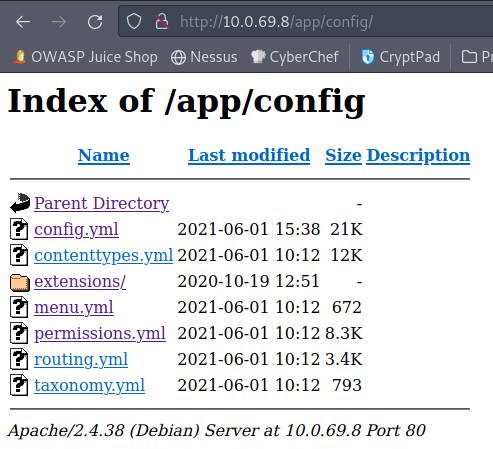 http://10.0.69.8/app/config/
OWASP Juice Shop Nessus CyberChef CryptPad Pr
Index of /app/config
Name Last modified Size Description
Parent Directory -
config.yml 2021-06-01 15:38 21K
contenttypes.yml 2021-06-01 10:12 12K
extensions/ 2020-10-19 12:51 -
menu.yml 2021-06-01 10:12 672
permissions.yml 2021-06-01 10:12 8.3K
routing.yml 2021-06-01 10:12 3.4K
taxonomy.yml 2021-06-01 10:12 793
Apache/2.4.38 (Debian) Server at 10.0.69.8 Port 80